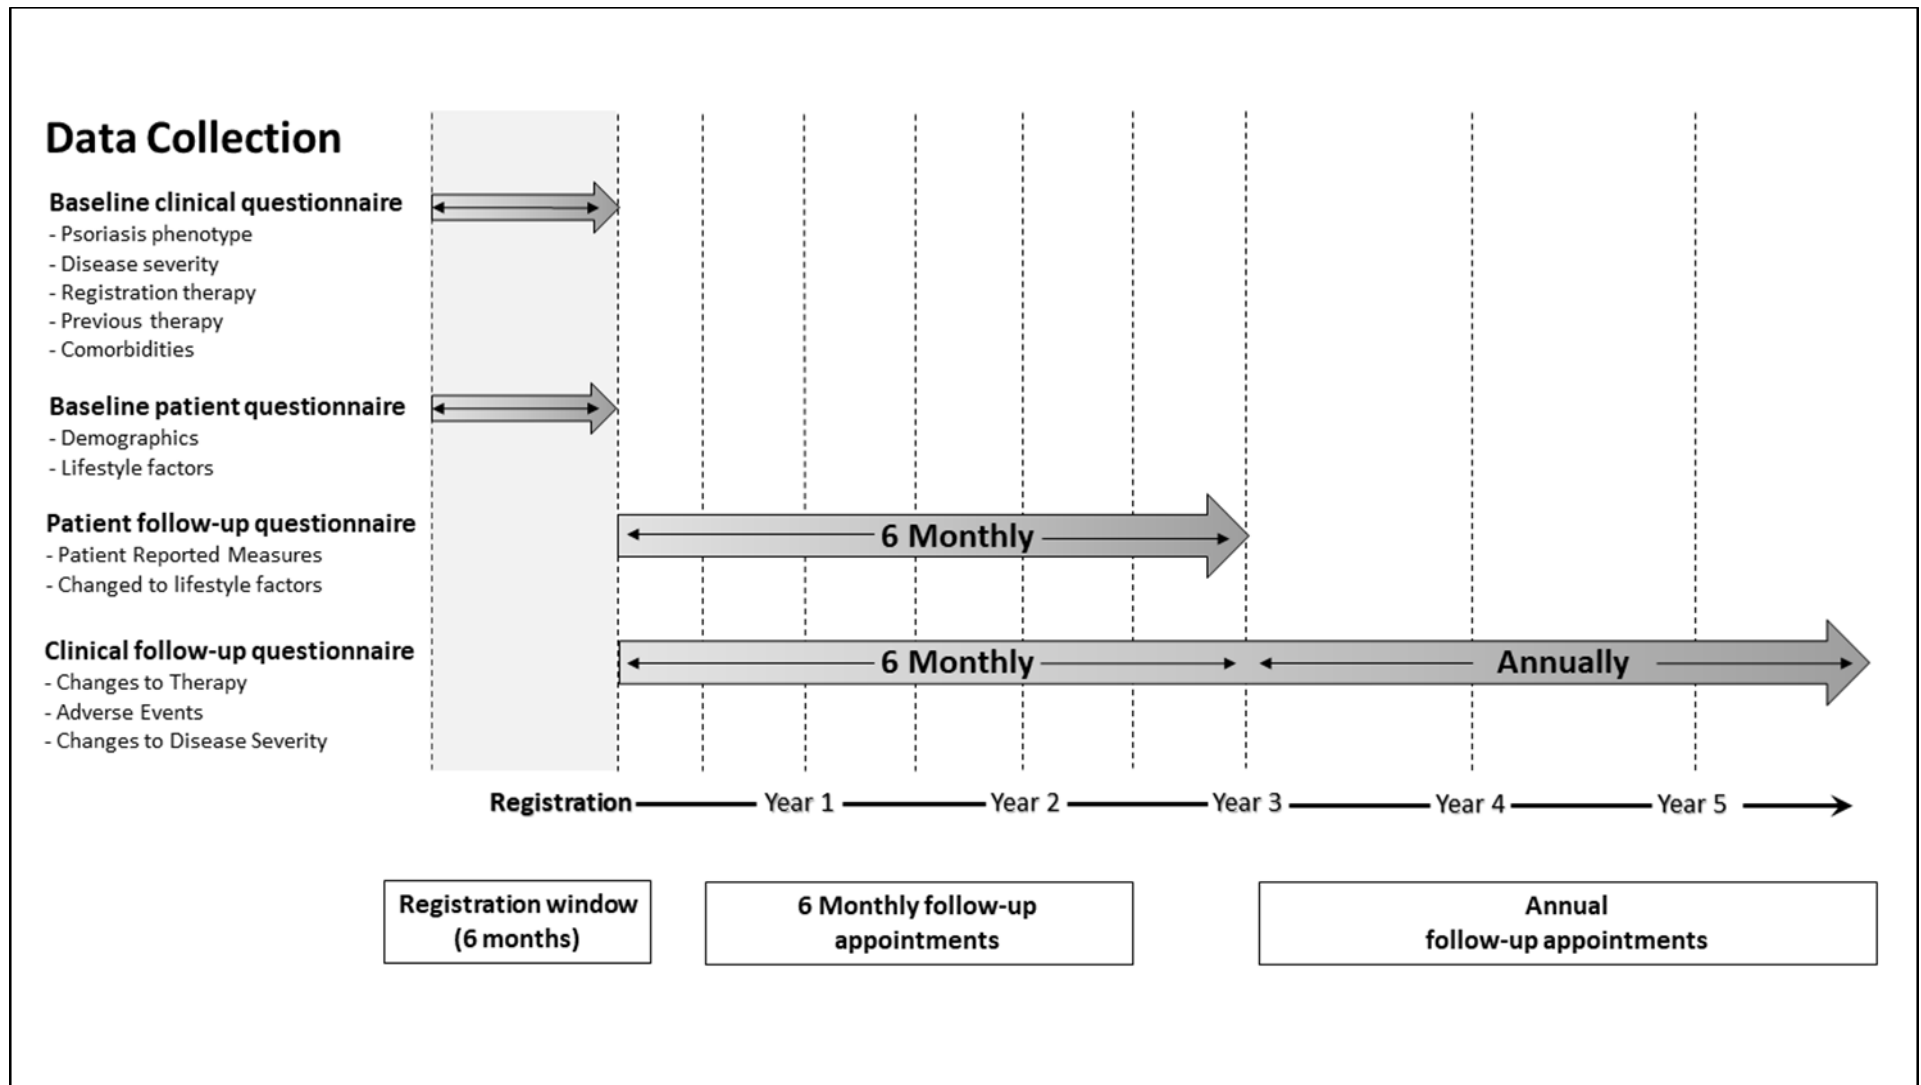 Data Collection
Baseline clinical questionnaire
- Psoriasis phenotype
- Disease severity
- Registration therapy
- Previous therapy
- Comorbidities
Baseline patient questionnaire
- Demographics
- Lifestyle factors
Patient follow-up questionnaire
- Patient Reported Measures
- Changed to lifestyle factors
6 Monthly
Clinical follow-up questionnaire
- Changes to Therapy
- Adverse Events
- Changes to Disease Severity
6 Monthly
Annually
Registration
Year 1
Year 2
Year 3
Year 4
Year 5
Registration window
(6 months)
6 Monthly follow-up
appointments
Annual
follow-up appointments